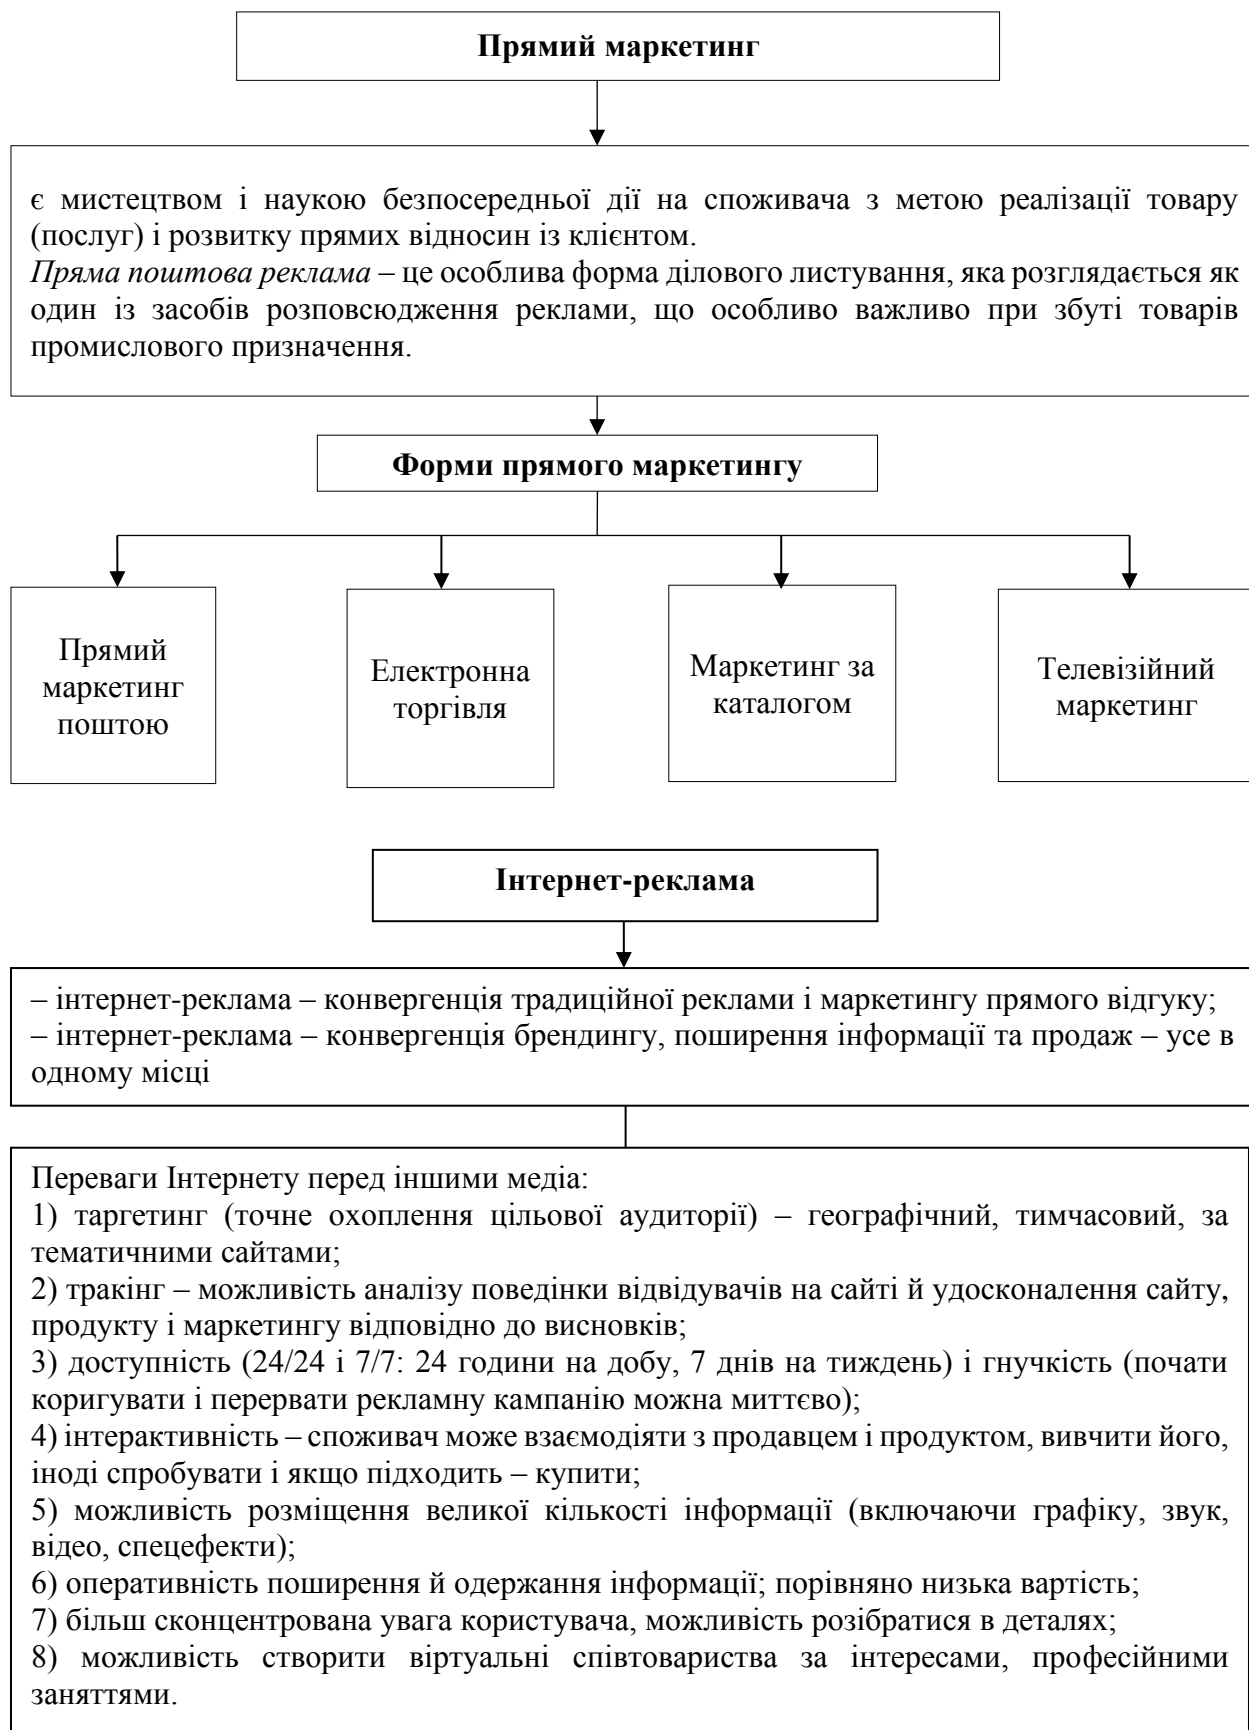 Прямий маркетинг
є мистецтвом і наукою безпосередньої дії на споживача з метою реалізації товару
(послуг) і розвитку прямих відносин із клієнтом.
Пряма поштова реклама – це особлива форма ділового листування, яка розглядається як
один із засобів розповсюдження реклами, що особливо важливо при збуті товарів
промислового призначення.
Форми прямого маркетингу
Прямий
маркетинг
поштою
Електронна
торгівля
Маркетинг за
каталогом
Телевізійний
маркетинг
Інтернет-реклама
– інтернет-реклама – конвергенція традиційної реклами і маркетингу прямого відгуку;
– інтернет-реклама – конвергенція брендингу, поширення інформації та продаж – усе в
одному місці
Переваги Інтернету перед іншими медіа:
1) таргетинг (точне охоплення цільової аудиторії) – географічний, тимчасовий, за
тематичними сайтами;
2) тракінг – можливість аналізу поведінки відвідувачів на сайті й удосконалення сайту,
продукту і маркетингу відповідно до висновків;
3) доступність (24/24 і 7/7: 24 години на добу, 7 днів на тиждень) і гнучкість (почати
коригувати і перервати рекламну кампанію можна миттєво);
4) інтерактивність – споживач може взаємодіяти з продавцем і продуктом, вивчити його,
іноді спробувати і якщо підходить – купити;
5) можливість розміщення великої кількості інформації (включаючи графіку, звук,
відео, спецефекти);
6) оперативність поширення й одержання інформації; порівняно низька вартість;
7) більш сконцентрована увага користувача, можливість розібратися в деталях;
8) можливість створити віртуальні співтовариства за інтересами, професійними
заняттями.